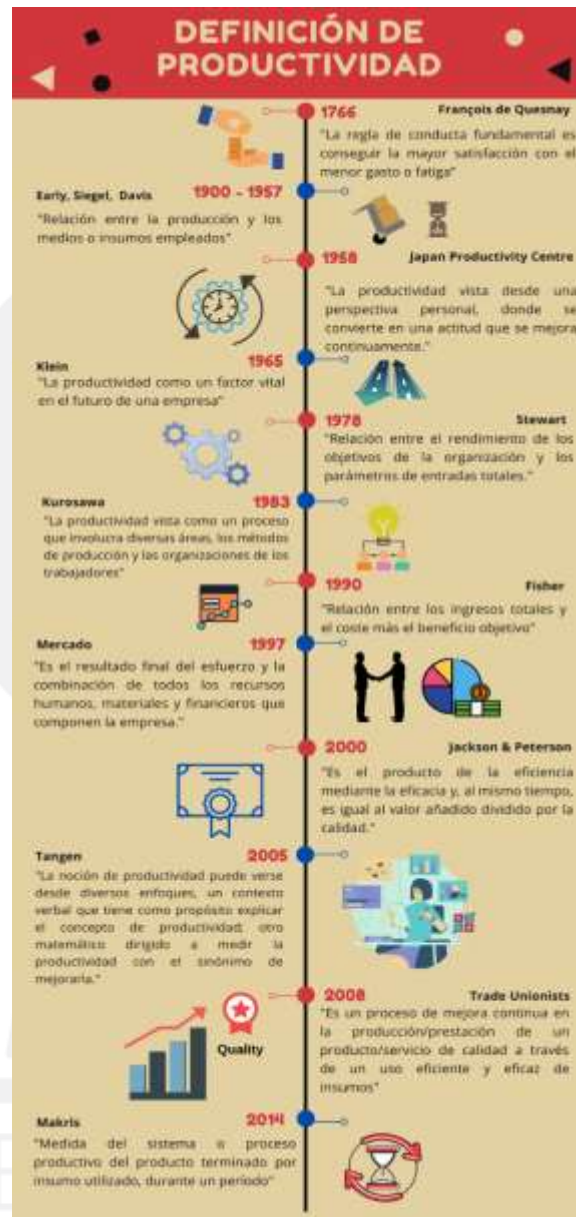 DEFINICIÓN DE
PRODUCTIVIDAD
1766 François de Quesnay
"La regla de conducta fundamental es
conseguir la mayor satisfacción con el
menor gasto o fatiga"
Early, Siegel, Davis 1900 - 1957
"Relación entre la producción y los
medios o insumos empleados"
1958 Japan Productivity Centre
"La productividad vista desde una
perspectiva personal, donde se
convierte en una actitud que se mejora
continuamente."
Klein 1965
"La productividad como un factor vital
en el futuro de una empresa"
1978 Stewart
"Relación entre el rendimiento de los
objetivos de la organización y los
parámetros de entradas totales."
Kurosawa 1983
"La productividad vista como un proceso
que involucra diversas áreas, los métodos
de producción y las organizaciones de los
trabajadores"
1990 Fisher
"Relación entre los ingresos totales y
el coste más el beneficio objetivo"
Mercado 1997
"Es el resultado final del esfuerzo y la
combinación de todos los recursos
humanos, materiales y financieros que
componen la empresa."
2000 Jackson & Peterson
"Es el producto de la eficiencia
mediante la eficacia y, al mismo tiempo,
es igual al valor añadido dividido por la
calidad."
Tangen 2005
"La noción de productividad puede verse
desde diversos enfoques, un contexto
verbal que tiene como propósito explicar
el concepto de productividad; otro
matemático dirigido a medir la
productividad con el sinónimo de
mejorarla."
2008 Trade Unionists
"Es un proceso de mejora continua en
la producción/prestación de un
producto/servicio de calidad a través
de un uso eficiente y eficaz de
insumos"
Quality
Makris 2014
"Medida del sistema o proceso
productivo del producto terminado por
insumo utilizado, durante un período"